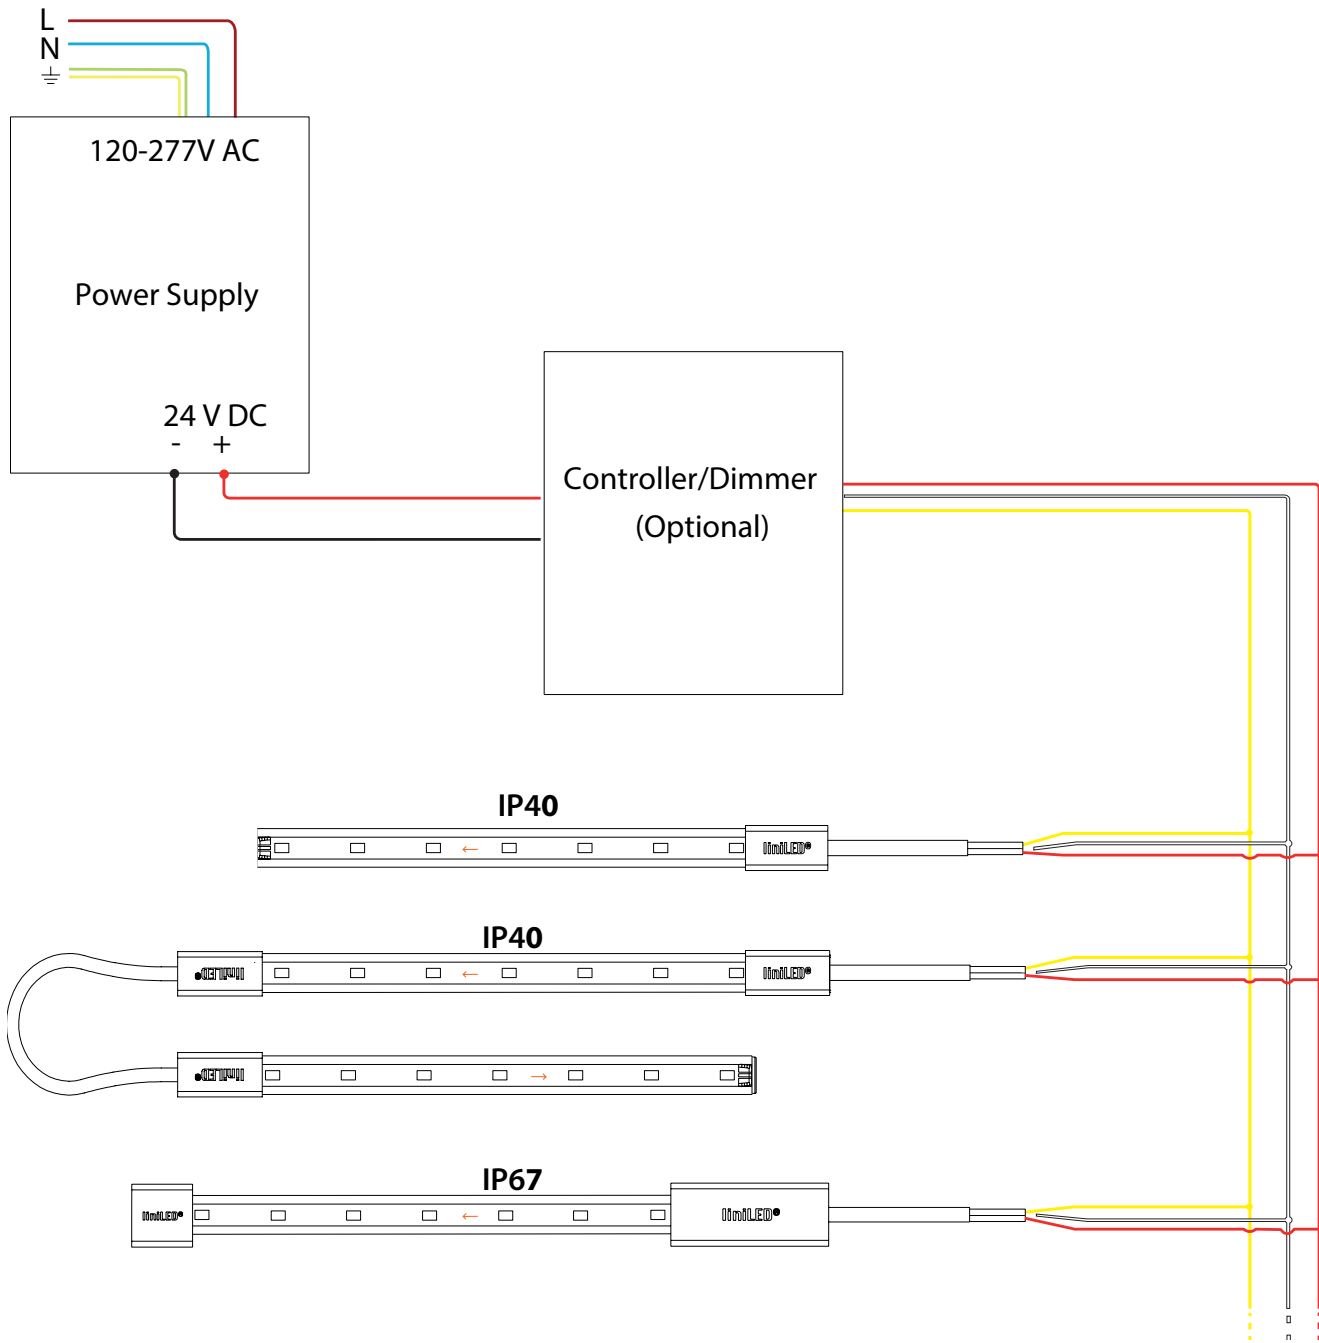 L
N
120-277V AC
Power Supply
24 V DC
- +
Controller/Dimmer
(Optional)
IP40
liniLED®
IP40
liniLED® liniLED®
liniLED®
IP67
liniLED® liniLED®